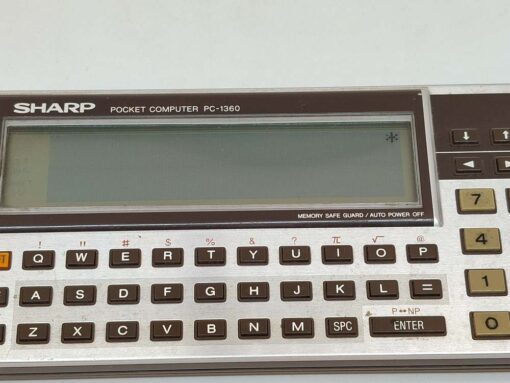 SHARP POCKET COMPUTER PC-1360
*
MEMORY SAFE GUARD / AUTO POWER OFF
↓ ↑
◄ ►
! " # $ % & ? π √ @
Q W E R T Y U I O P
A S D F G H J K L =
P↔NP
Z X C V B N M SPC ENTER
7
4
1
0